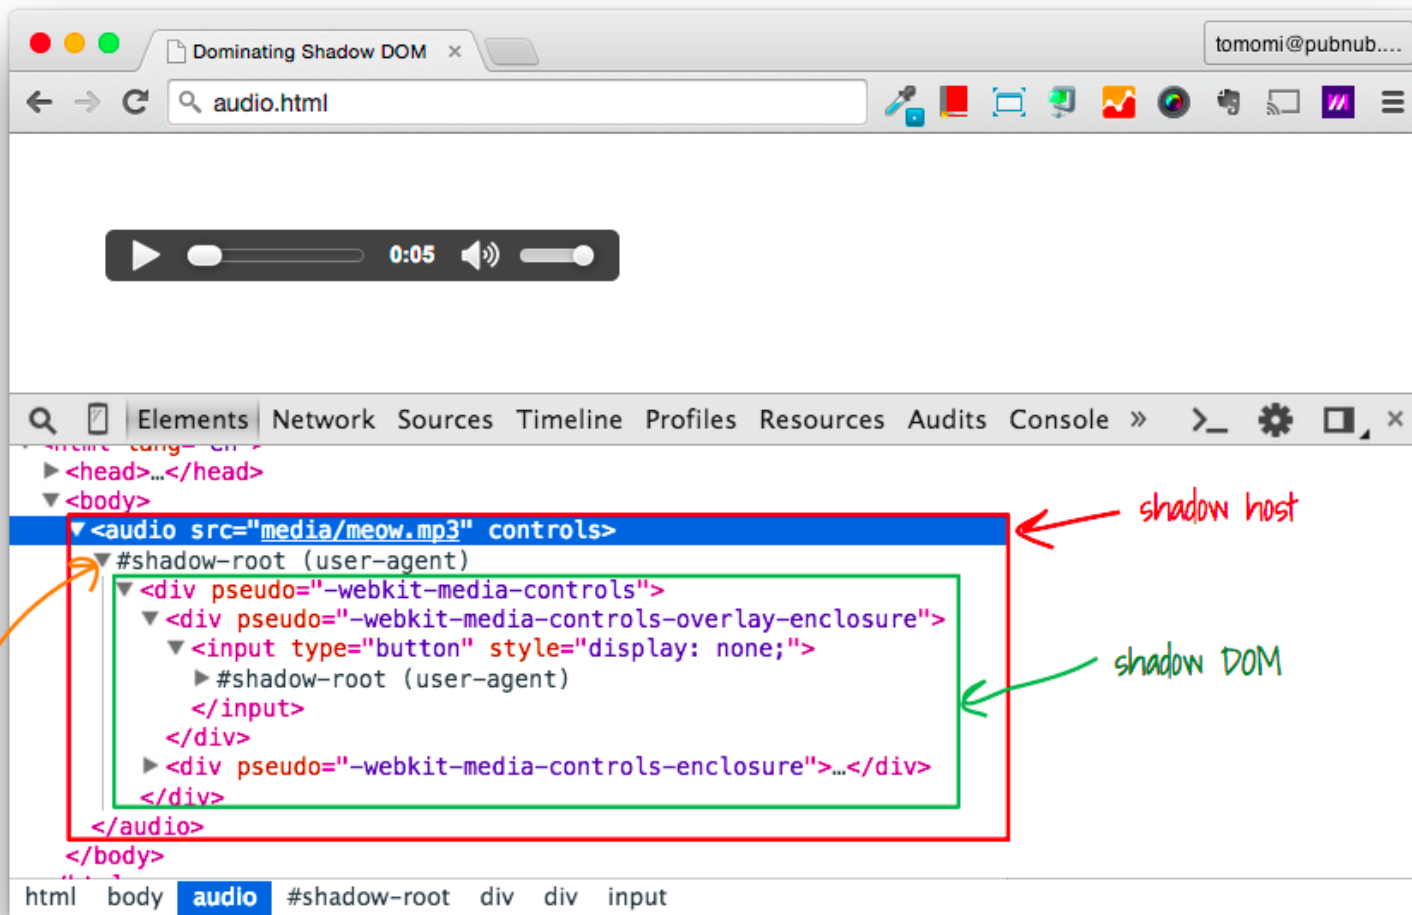 Dominating Shadow DOM
tomomi@pubnub....
audio.html
0:05
Elements Network Sources Timeline Profiles Resources Audits Console »
<head>…</head>
<body>
<audio src="media/meow.mp3" controls>
shadow host
#shadow-root (user-agent)
<div pseudo="-webkit-media-controls">
<div pseudo="-webkit-media-controls-overlay-enclosure">
<input type="button" style="display: none;">
shadow DOM
#shadow-root (user-agent)
</input>
</div>
<div pseudo="-webkit-media-controls-enclosure">…</div>
</div>
</audio>
</body>
html body audio #shadow-root div div input